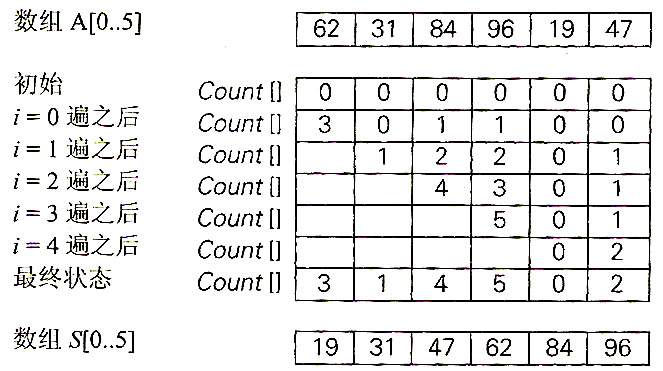 数组 A[0..5] 62 31 84 96 19 47
初始 Count [] 0 0 0 0 0 0
i = 0 遍之后 Count [] 3 0 1 1 0 0
i = 1 遍之后 Count [] 1 2 2 0 1
i = 2 遍之后 Count [] 4 3 0 1
i = 3 遍之后 Count [] 5 0 1
i = 4 遍之后 Count [] 0 2
最终状态 Count [] 3 1 4 5 0 2
数组 S[0..5] 19 31 47 62 84 96